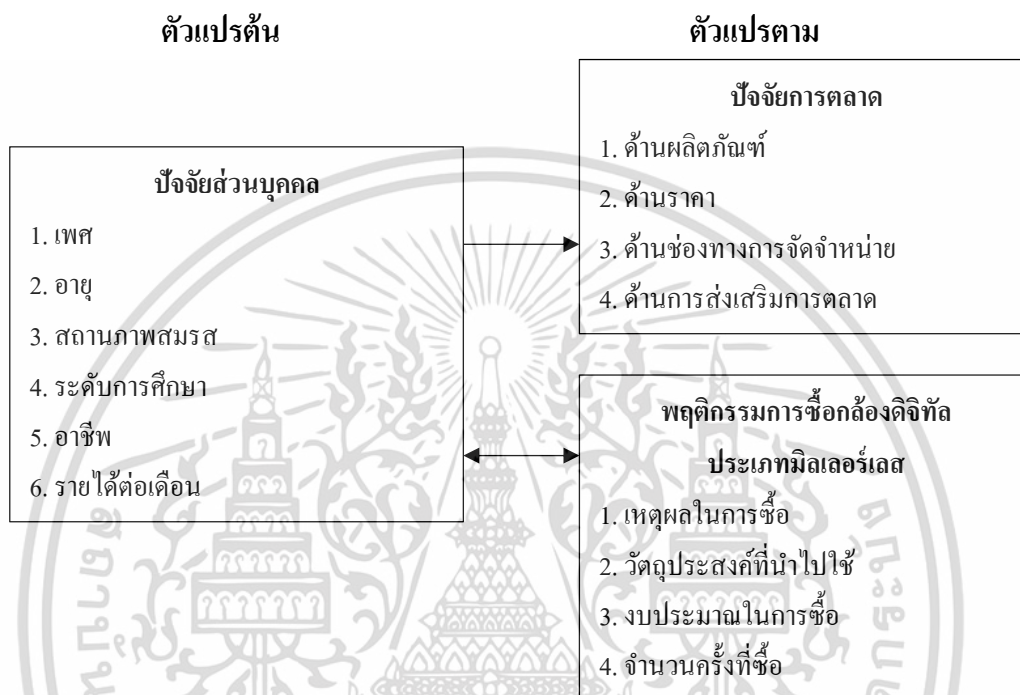 ตัวแปรต้น
ตัวแปรตาม
ปัจจัยส่วนบุคคล
1. เพศ
2. อายุ
3. สถานภาพสมรส
4. ระดับการศึกษา
5. อาชีพ
6. รายได้ต่อเดือน
ปัจจัยการตลาด
1. ด้านผลิตภัณฑ์
2. ด้านราคา
3. ด้านช่องทางการจัดจำหน่าย
4. ด้านการส่งเสริมการตลาด
พฤติกรรมการซื้อกล้องดิจิทัล
ประเภทมิลเลอร์เลส
1. เหตุผลในการซื้อ
2. วัตถุประสงค์ที่นำไปใช้
3. งบประมาณในการซื้อ
4. จำนวนครั้งที่ซื้อ